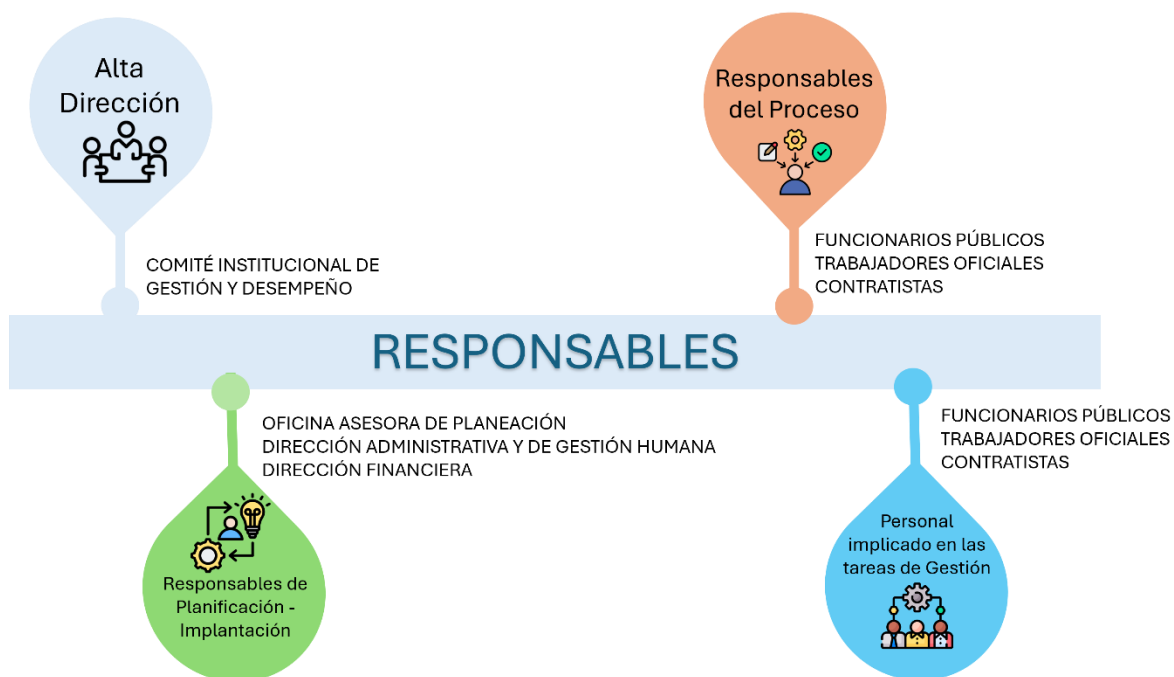 Alta
Dirección
COMITÉ INSTITUCIONAL DE
GESTIÓN Y DESEMPEÑO
Responsables
del Proceso
FUNCIONARIOS PÚBLICOS
TRABAJADORES OFICIALES
CONTRATISTAS
RESPONSABLES
OFICINA ASESORA DE PLANEACIÓN
DIRECCIÓN ADMINISTRATIVA Y DE GESTIÓN HUMANA
DIRECCIÓN FINANCIERA
Responsables de
Planificación -
Implantación
FUNCIONARIOS PÚBLICOS
TRABAJADORES OFICIALES
CONTRATISTAS
Personal
implicado en las
tareas de Gestión